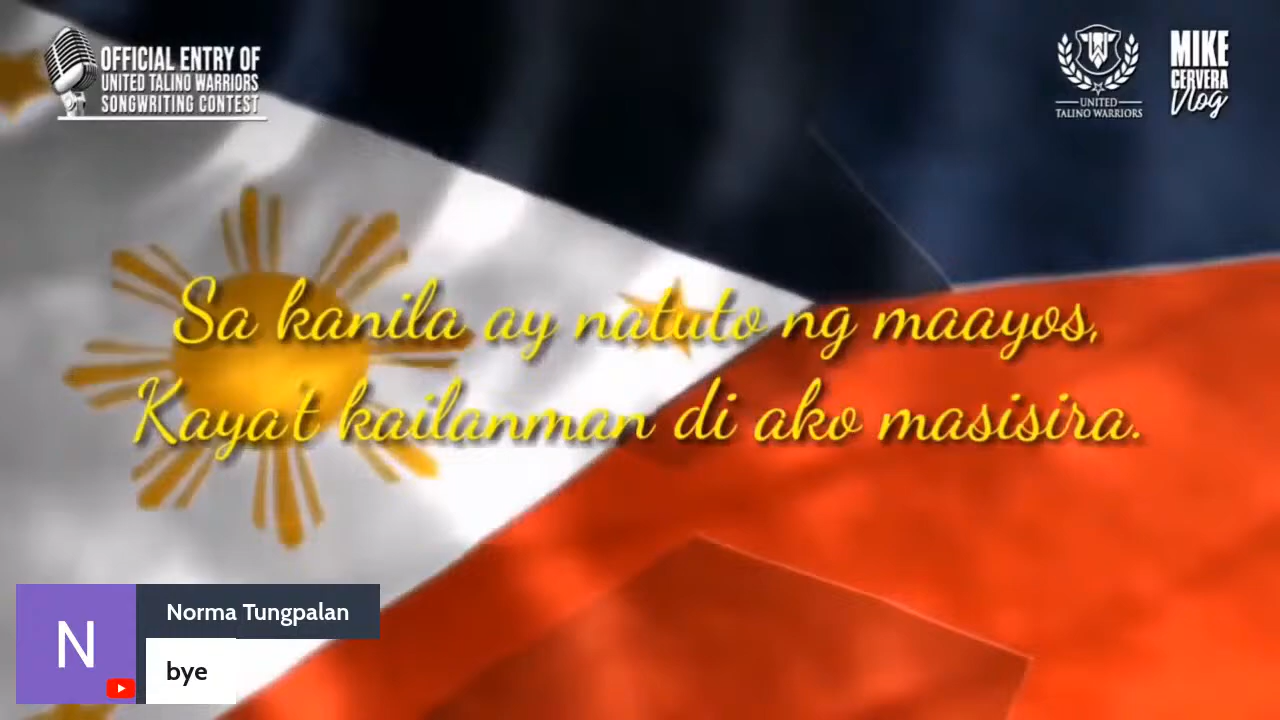 OFFICIAL ENTRY OF
UNITED TALINO WARRIORS
SONGWRITING CONTEST
UNITED
TALINO WARRIORS
MIKE
CERVERA
Vlog
Sa kanila ay natuto ng maayos,
Kaya't kailanman di ako masisira.
N
Norma Tungpalan
bye